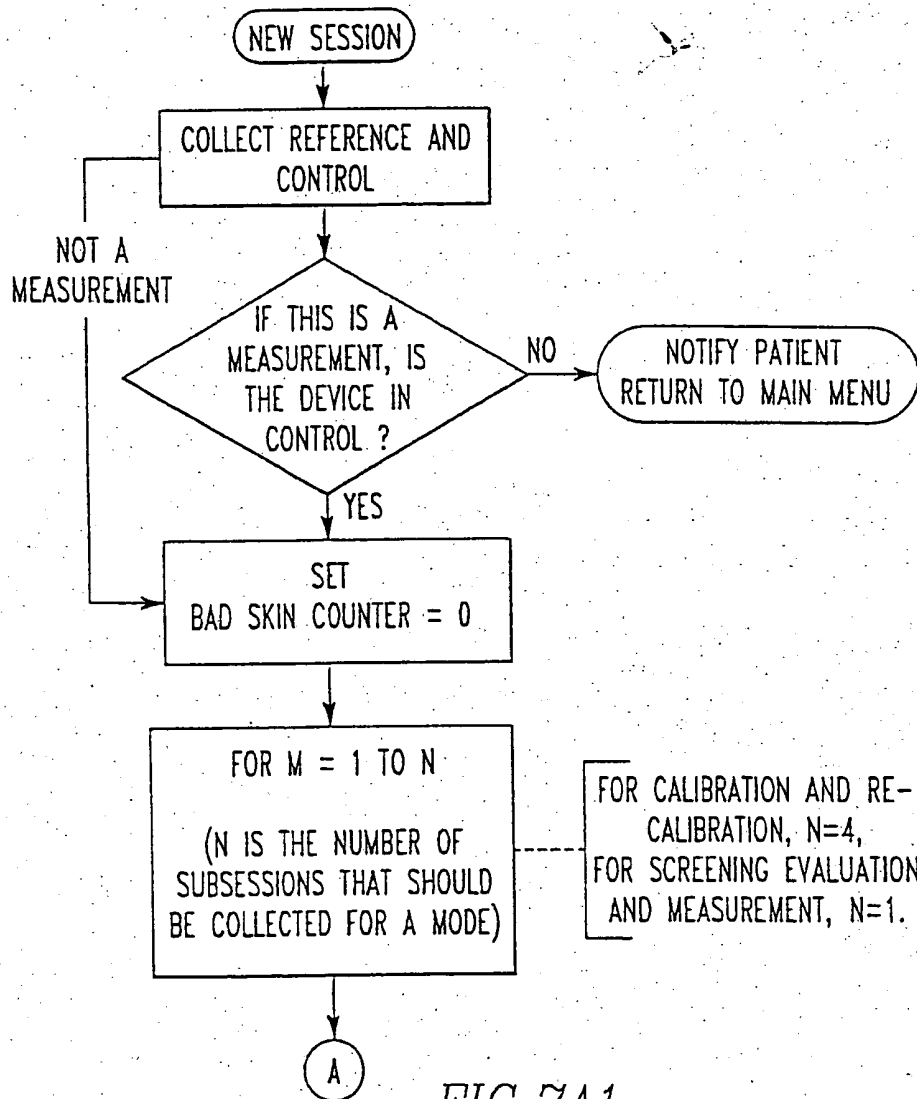 NEW SESSION
COLLECT REFERENCE AND
CONTROL
NOT A
MEASUREMENT
IF THIS IS A
MEASUREMENT, IS
THE DEVICE IN
CONTROL ?
NO
NOTIFY PATIENT
RETURN TO MAIN MENU
YES
SET
BAD SKIN COUNTER = 0
FOR M = 1 TO N
(N IS THE NUMBER OF
SUBSESSIONS THAT SHOULD
BE COLLECTED FOR A MODE)
FOR CALIBRATION AND RE-
CALIBRATION, N=4,
FOR SCREENING EVALUATION
AND MEASUREMENT, N=1.
A
FIG. 7A1